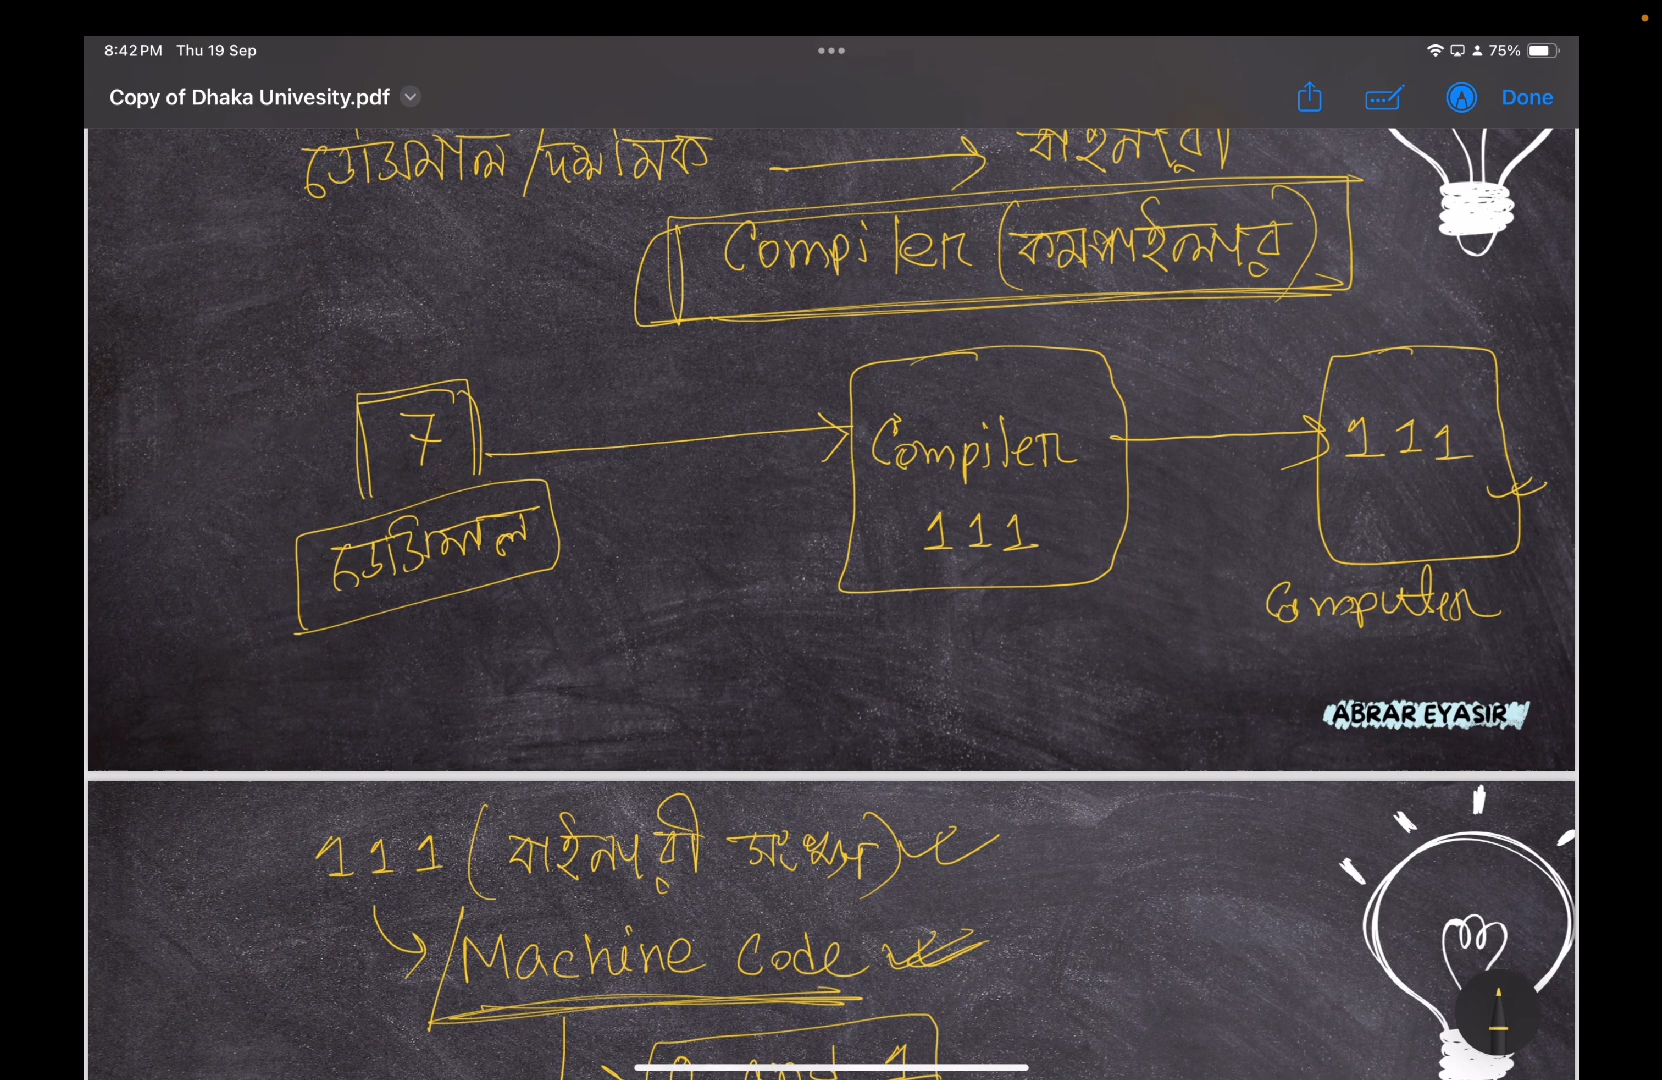 8:42 PM Thu 19 Sep
75%
Copy of Dhaka Univesity.pdf
Done
ডেসিমাল / দশমিক → বাইনারী
Compiler (কমপাইলার)
7
Compiler
111
111
ডেসিমাল
Computer
ABRAR EYASIR
111 (বাইনারী সংখ্যা)
Machine Code